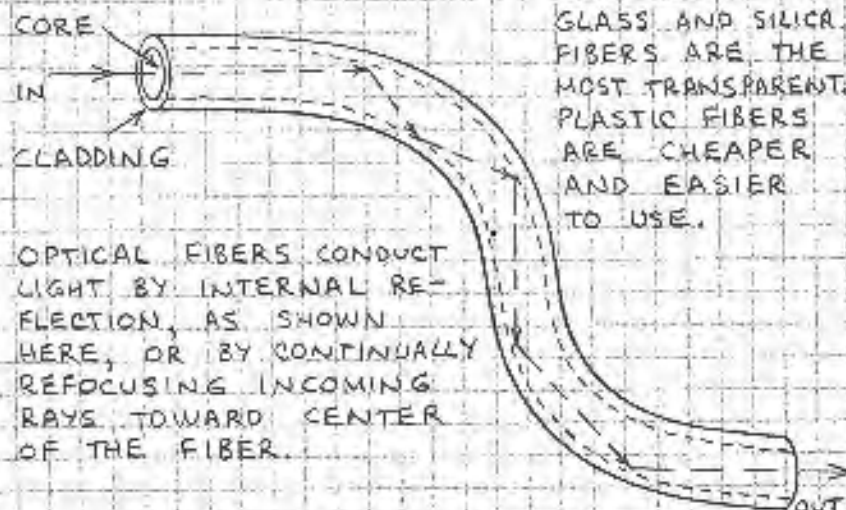 CORE
IN
CLADDING
GLASS AND SILICA
FIBERS ARE THE
MOST TRANSPARENT.
PLASTIC FIBERS
ARE CHEAPER
AND EASIER
TO USE.
OPTICAL FIBERS CONDUCT
LIGHT BY INTERNAL RE-
FLECTION, AS SHOWN
HERE, OR BY CONTINUALLY
REFOCUSING INCOMING
RAYS TOWARD CENTER
OF THE FIBER.
OUT